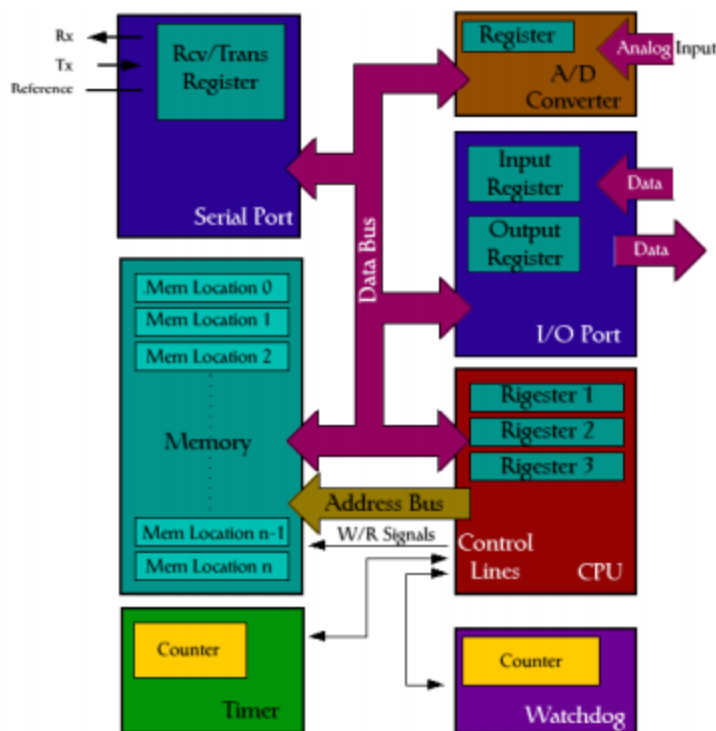 Rx
Tx
Reference
Rcv/Trans
Register
Serial Port
Register
Analog Input
A/D
Converter
Input
Register
Data
Output
Register
Data
I/O Port
Data Bus
.Mem Location 0
Mem Location 1
Mem Location 2
Memory
Mem Location n-1
Mem Location n
Rigester 1
Rigester 2
Rigester 3
Address Bus
W/R Signals
Control
Lines
CPU
Counter
Timer
Counter
Watchdog